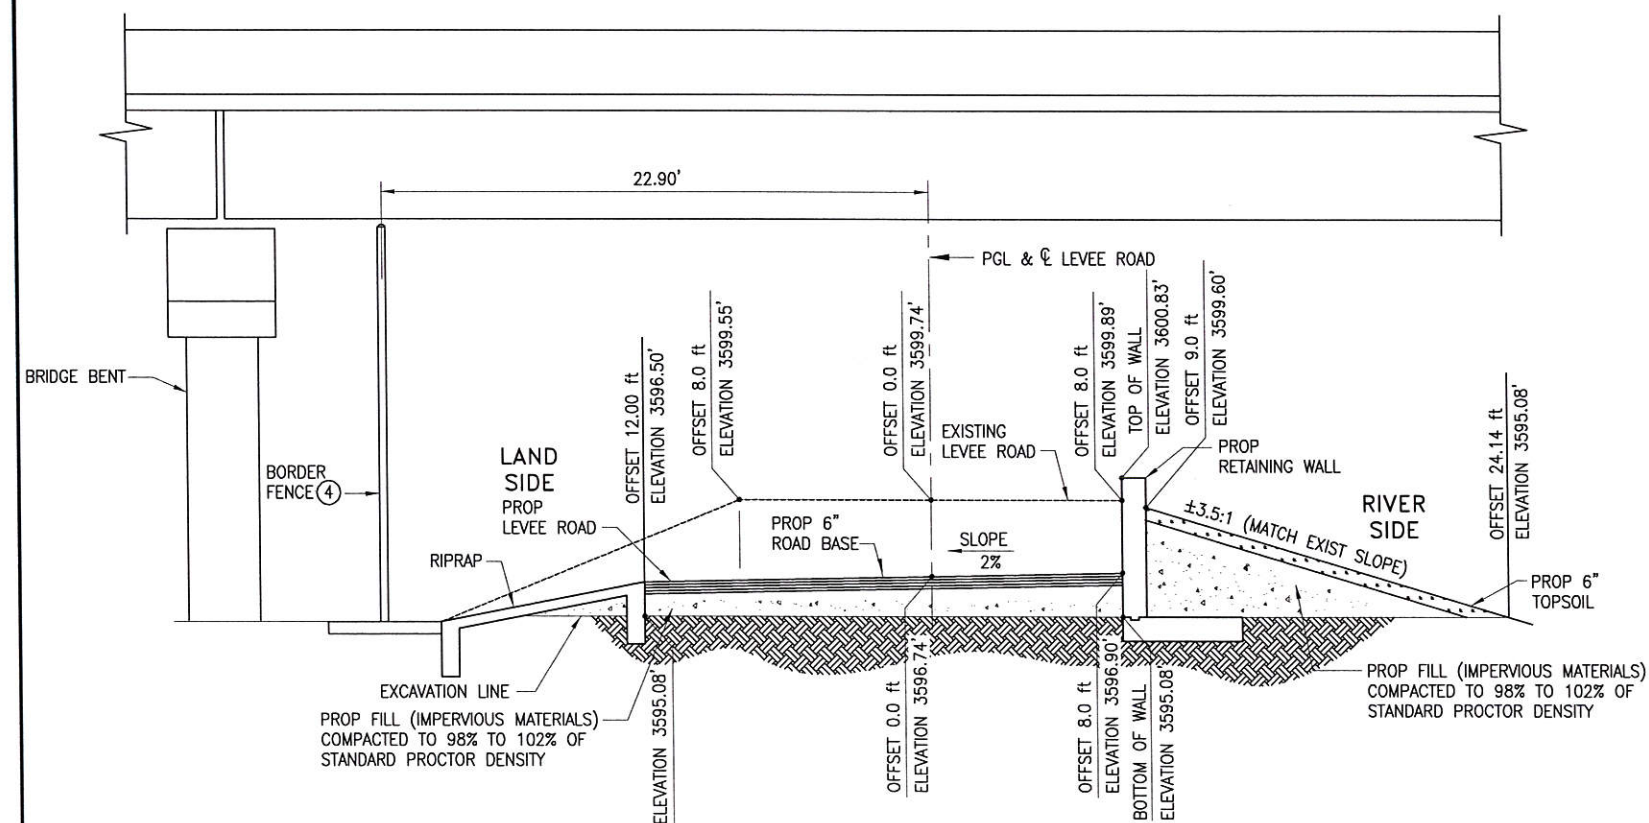 22.90'
PGL & ℄ LEVEE ROAD
BRIDGE BENT
BORDER
FENCE 4
LAND
SIDE
PROP
LEVEE ROAD
RIPRAP
OFFSET 12.00 ft
ELEVATION 3596.50'
OFFSET 8.0 ft
ELEVATION 3599.55'
OFFSET 0.0 ft
ELEVATION 3599.74'
EXISTING
LEVEE ROAD
OFFSET 8.0 ft
ELEVATION 3599.89'
TOP OF WALL
ELEVATION 3600.83'
OFFSET 9.0 ft
ELEVATION 3599.60'
PROP
RETAINING WALL
PROP 6"
ROAD BASE
SLOPE
2%
±3.5:1 (MATCH EXIST SLOPE)
RIVER
SIDE
OFFSET 24.14 ft
ELEVATION 3595.08'
PROP 6"
TOPSOIL
EXCAVATION LINE
PROP FILL (IMPERVIOUS MATERIALS)
COMPACTED TO 98% TO 102% OF
STANDARD PROCTOR DENSITY
ELEVATION 3595.08'
OFFSET 0.0 ft
ELEVATION 3596.74'
OFFSET 8.0 ft
ELEVATION 3596.90'
BOTTOM OF WALL
ELEVATION 3595.08'
PROP FILL (IMPERVIOUS MATERIALS)
COMPACTED TO 98% TO 102% OF
STANDARD PROCTOR DENSITY